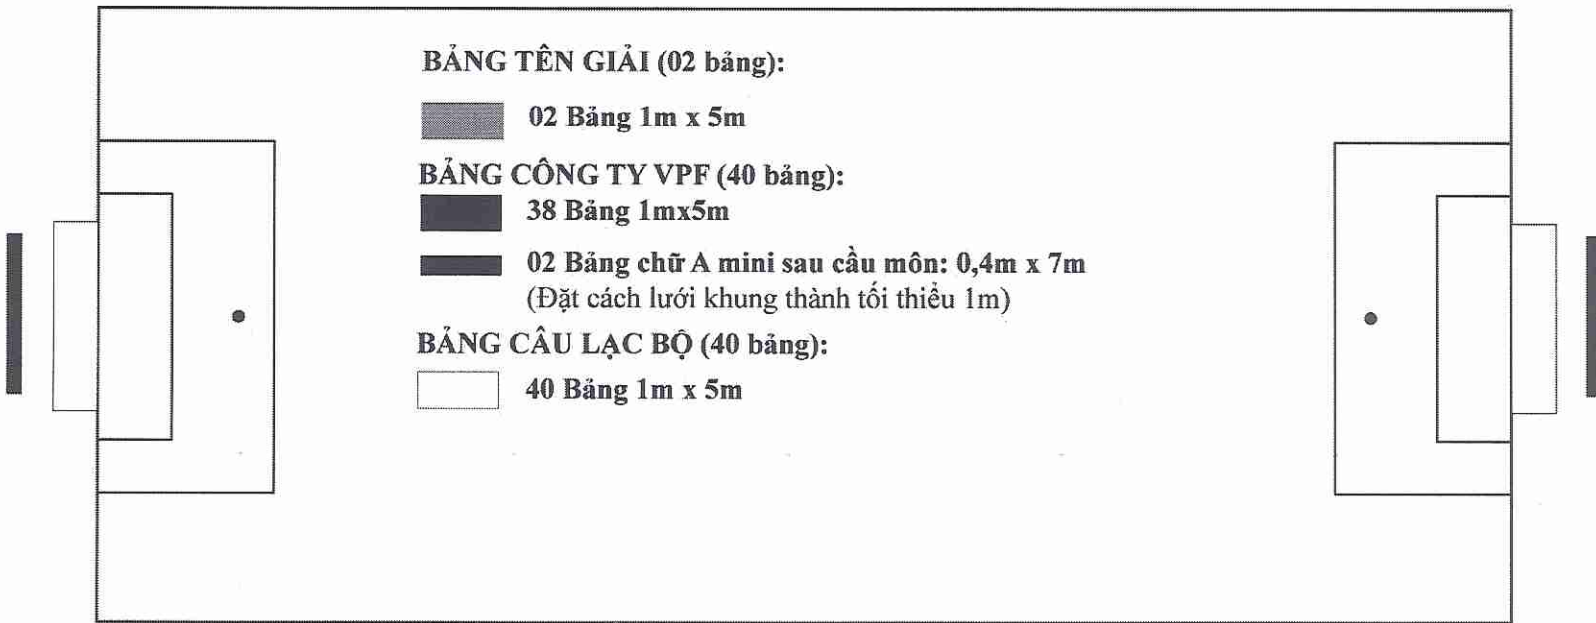 BẢNG TÊN GIẢI (02 bảng):
02 Bảng 1m x 5m
BẢNG CÔNG TY VPF (40 bảng):
38 Bảng 1mx5m
02 Bảng chữ A mini sau cầu môn: 0,4m x 7m
(Đặt cách lưới khung thành tối thiểu 1m)
BẢNG CÂU LẠC BỘ (40 bảng):
40 Bảng 1m x 5m